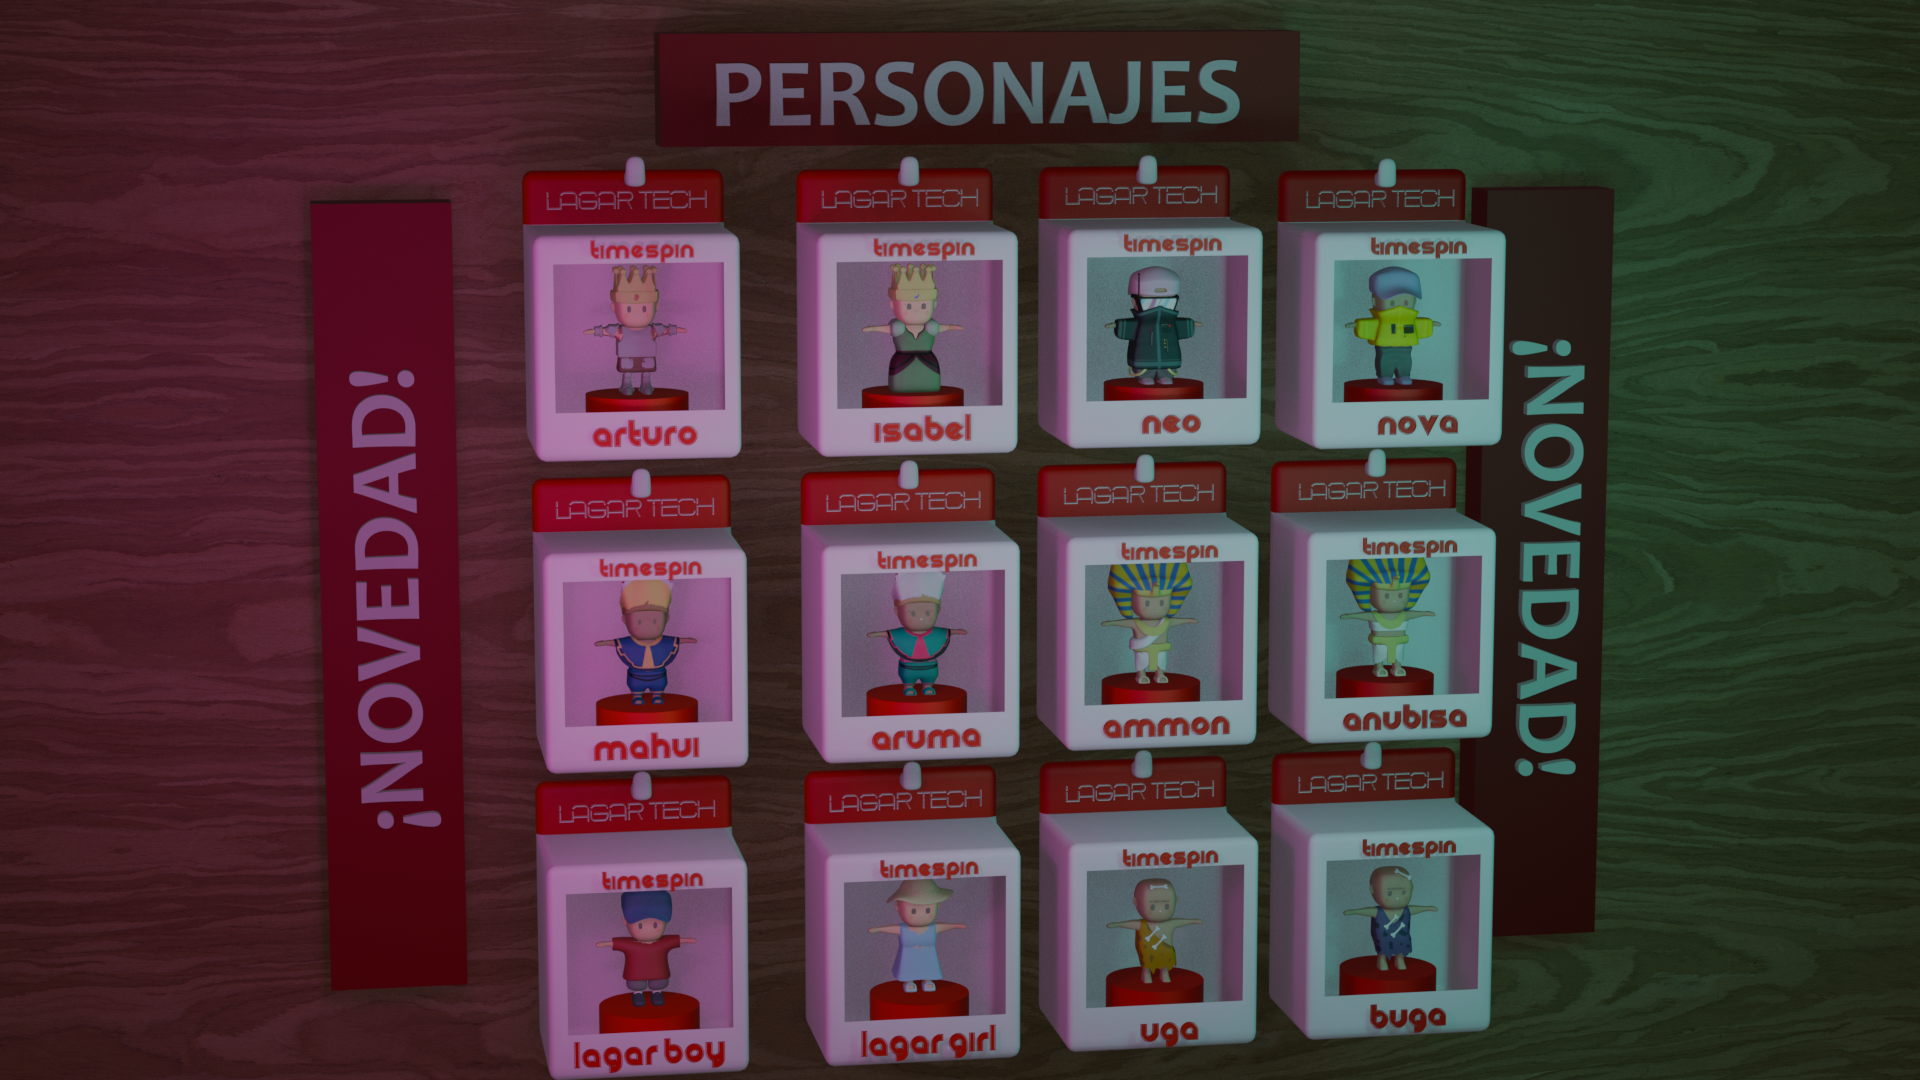 PERSONAJES
¡NOVEDAD!
LAGAR TECH
timespin
arturo
LAGAR TECH
timespin
isabel
LAGAR TECH
timespin
neo
LAGAR TECH
timespin
nova
¡NOVEDAD!
LAGAR TECH
timespin
mahui
LAGAR TECH
timespin
aruma
LAGAR TECH
timespin
ammon
LAGAR TECH
timespin
anubisa
LAGAR TECH
timespin
lagar boy
LAGAR TECH
timespin
lagar girl
LAGAR TECH
timespin
uga
LAGAR TECH
timespin
buga